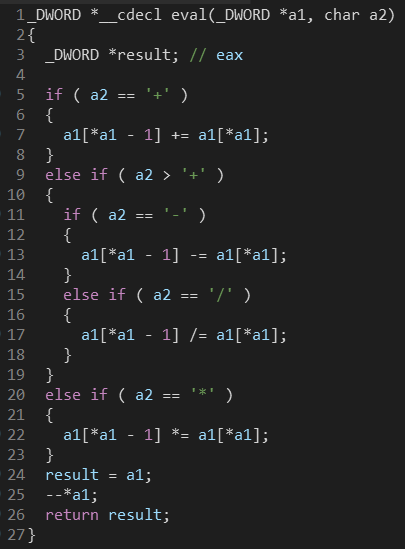 1 _DWORD *__cdecl eval(_DWORD *a1, char a2)
2 {
3   _DWORD *result; // eax
4
5   if ( a2 == '+' )
6   {
7     a1[*a1 - 1] += a1[*a1];
8   }
9   else if ( a2 > '+' )
10   {
11     if ( a2 == '-' )
12     {
13       a1[*a1 - 1] -= a1[*a1];
14     }
15     else if ( a2 == '/' )
16     {
17       a1[*a1 - 1] /= a1[*a1];
18     }
19   }
20   else if ( a2 == '*' )
21   {
22     a1[*a1 - 1] *= a1[*a1];
23   }
24   result = a1;
25   --*a1;
26   return result;
27 }